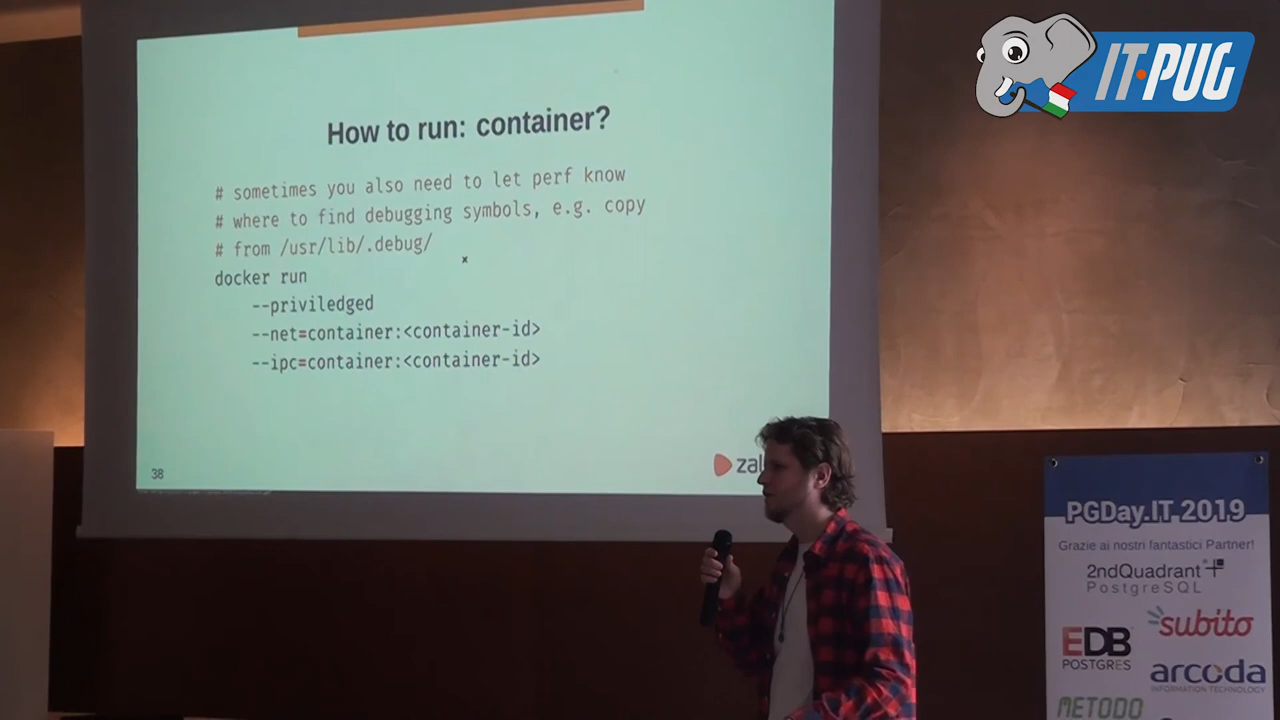 IT•PUG
How to run: container?
# sometimes you also need to let perf know
# where to find debugging symbols, e.g. copy
# from /usr/lib/.debug/
docker run
--priviledged
--net=container:<container-id>
--ipc=container:<container-id>
38
zal
PGDay.IT 2019
Grazie ai nostri fantastici Partner!
2ndQuadrant
PostgreSQL
subito
EDB
POSTGRES
arcoda
INFORMATION TECHNOLOGY
METODO